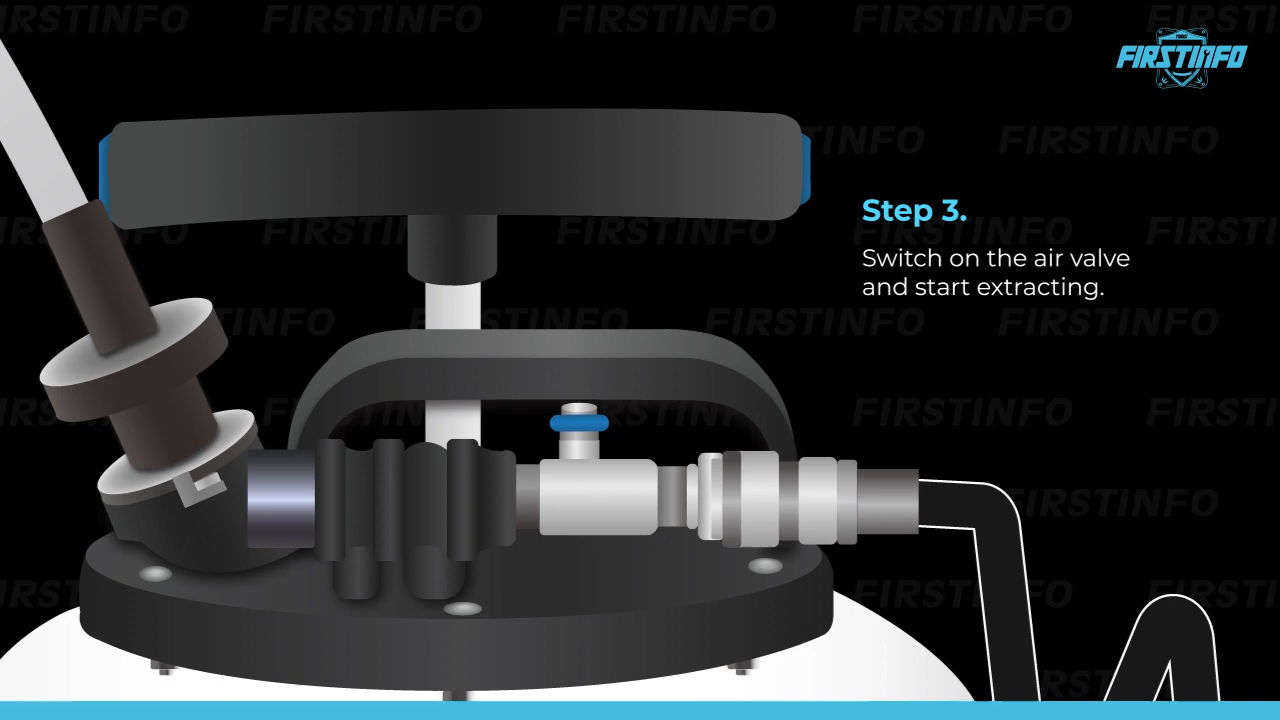 FIRSTINFO
Step 3.
Switch on the air valve
and start extracting.